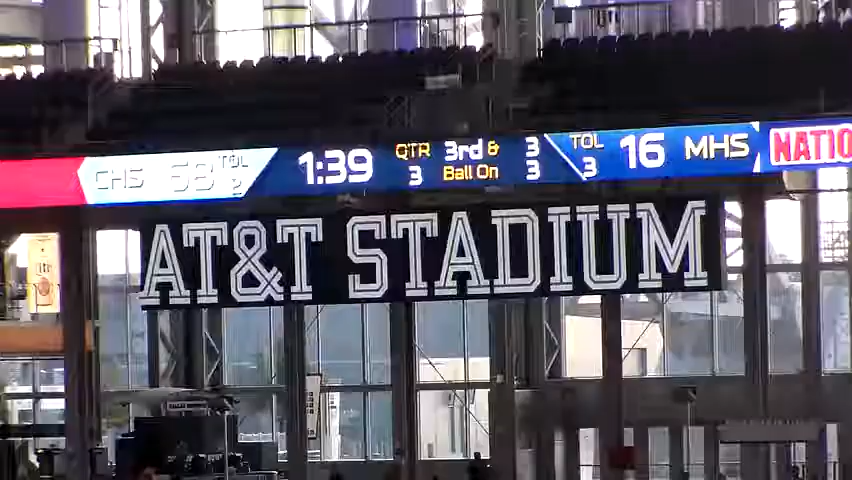 CHS 58 TOL 2 1:39 QTR 3 3rd & 3 Ball On 3 TOL 3 16 MHS NATIO
AT&T STADIUM